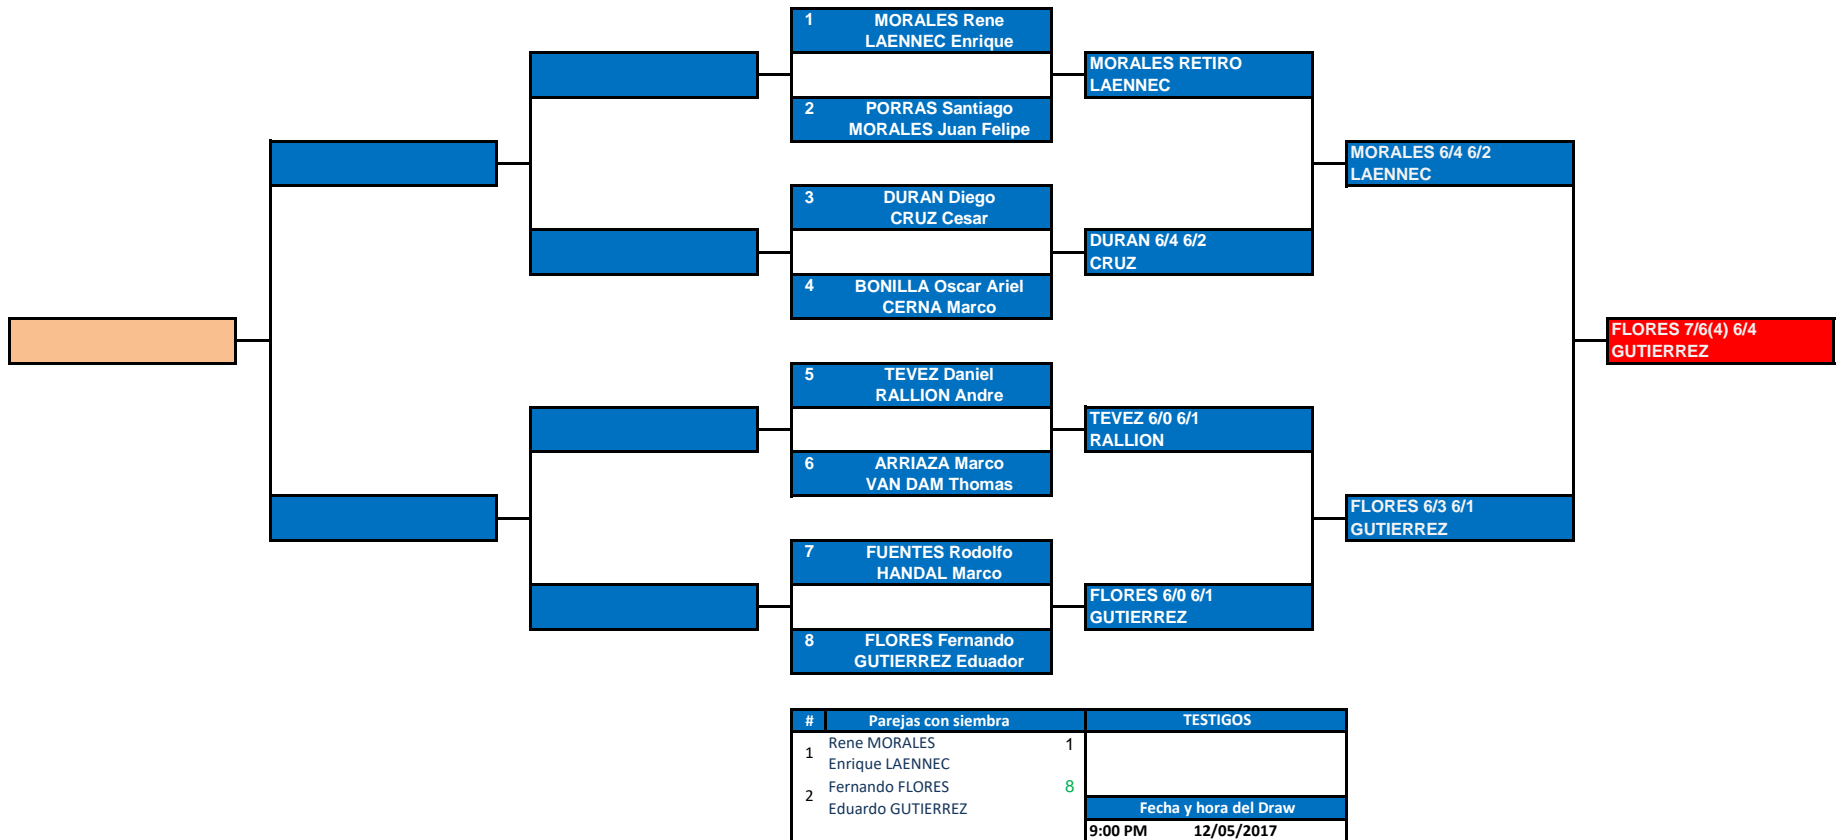 1 MORALES Rene
LAENNEC Enrique
2 PORRAS Santiago
MORALES Juan Felipe
3 DURAN Diego
CRUZ Cesar
4 BONILLA Oscar Ariel
CERNA Marco
5 TEVEZ Daniel
RALLION Andre
6 ARRIAZA Marco
VAN DAM Thomas
7 FUENTES Rodolfo
HANDAL Marco
8 FLORES Fernando
GUTIERREZ Eduador
MORALES RETIRO
LAENNEC
DURAN 6/4 6/2
CRUZ
TEVEZ 6/0 6/1
RALLION
FLORES 6/0 6/1
GUTIERREZ
MORALES 6/4 6/2
LAENNEC
FLORES 6/3 6/1
GUTIERREZ
FLORES 7/6(4) 6/4
GUTIERREZ
# Parejas con siembra TESTIGOS
1 Rene MORALES 1
Enrique LAENNEC
2 Fernando FLORES 8
Eduardo GUTIERREZ
Fecha y hora del Draw
9:00 PM 12/05/2017